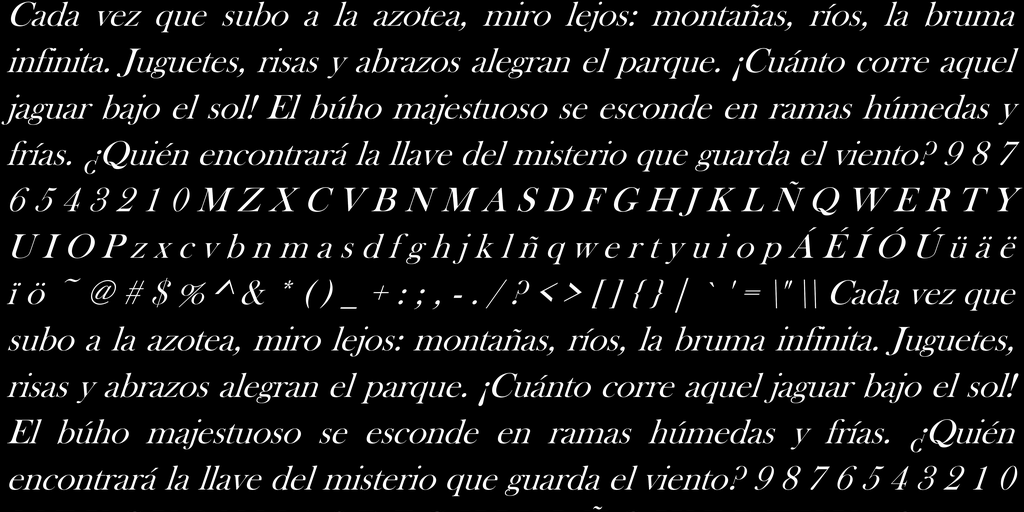 Cada vez que subo a la azotea, miro lejos: montañas, ríos, la bruma
infinita. Juguetes, risas y abrazos alegran el parque. ¡Cuánto corre aquel
jaguar bajo el sol! El búho majestuoso se esconde en ramas húmedas y
frías. ¿Quién encontrará la llave del misterio que guarda el viento? 9 8 7
6 5 4 3 2 1 0 M Z X C V B N M A S D F G H J K L Ñ Q W E R T Y
U I O P z x c v b n m a s d f g h j k l ñ q w e r t y u i o p Á É Í Ó Ú ü ä ë
ï ö ~ @ # $ % ^ & * ( ) _ + : ; , - . / ? < > [ ] { } | ` ' = \" \\ Cada vez que
subo a la azotea, miro lejos: montañas, ríos, la bruma infinita. Juguetes,
risas y abrazos alegran el parque. ¡Cuánto corre aquel jaguar bajo el sol!
El búho majestuoso se esconde en ramas húmedas y frías. ¿Quién
encontrará la llave del misterio que guarda el viento? 9 8 7 6 5 4 3 2 1 0